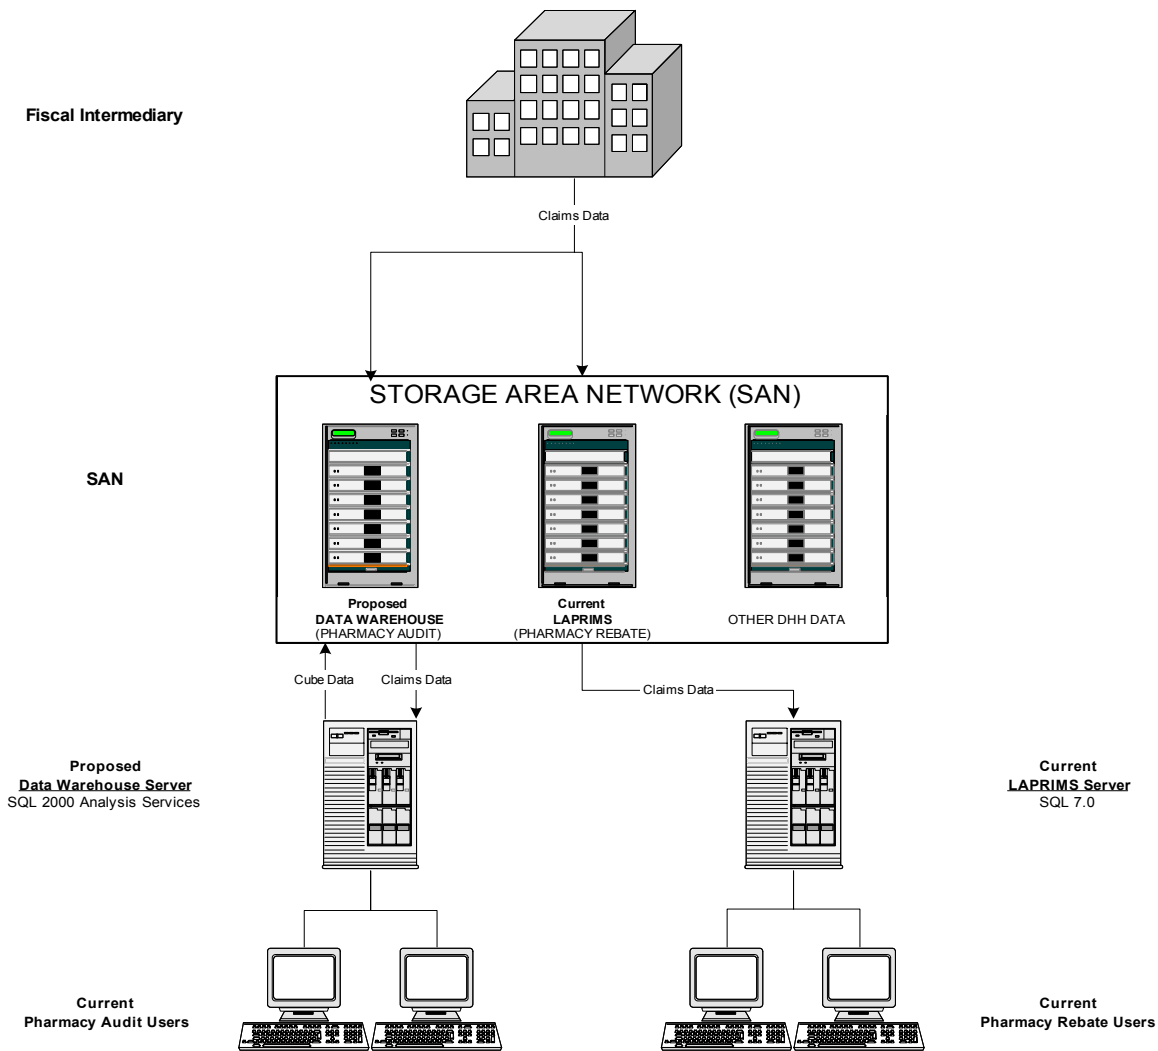 Fiscal Intermediary
Claims Data
STORAGE AREA NETWORK (SAN)
SAN
Proposed
DATA WAREHOUSE
(PHARMACY AUDIT)
Current
LAPRIMS
(PHARMACY REBATE)
OTHER DHH DATA
Cube Data
Claims Data
Claims Data
Proposed
Data Warehouse Server
SQL 2000 Analysis Services
Current
LAPRIMS Server
SQL 7.0
Current
Pharmacy Audit Users
Current
Pharmacy Rebate Users